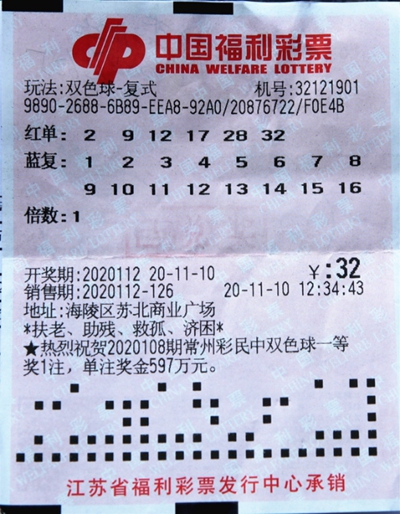 中国福利彩票
CHINA WELFARE LOTTERY
玩法:双色球-复式 机号:32121901
9890-2688-6B89-EEA8-92A0/20876722/F0E4B
红单: 2 9 12 17 28 32
蓝复: 1 2 3 4 5 6 7 8
9 10 11 12 13 14 15 16
倍数:1
开奖期:2020112 20-11-10 ¥:32
销售期:2020112-126 20-11-10 12:34:43
地址:海陵区苏北商业广场
*扶老、助残、救孤、济困*
★热烈祝贺2020108期常州彩民中双色球一等
奖1注，单注奖金597万元。
江苏省福利彩票发行中心承销